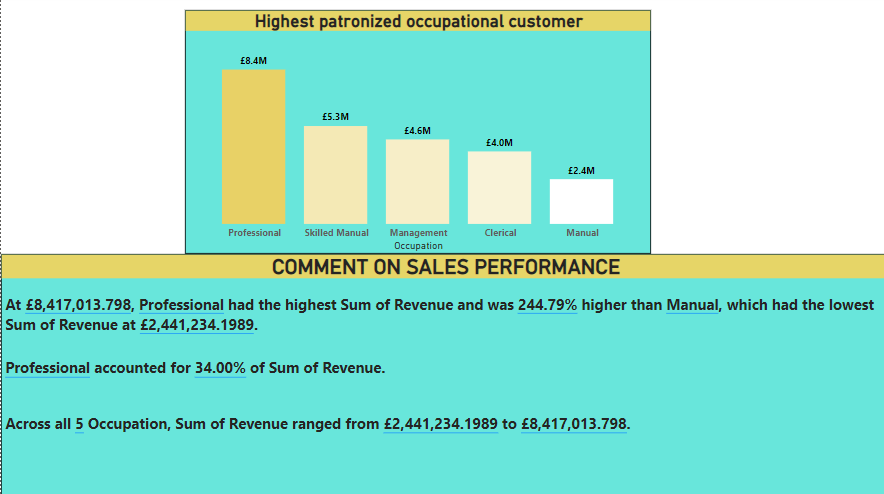 Highest patronized occupational customer
£8.4M
£5.3M
£4.6M
£4.0M
£2.4M
Professional Skilled Manual Management Clerical Manual
Occupation
COMMENT ON SALES PERFORMANCE
At £8,417,013.798, Professional had the highest Sum of Revenue and was 244.79% higher than Manual, which had the lowest
Sum of Revenue at £2,441,234.1989.
Professional accounted for 34.00% of Sum of Revenue.
Across all 5 Occupation, Sum of Revenue ranged from £2,441,234.1989 to £8,417,013.798.